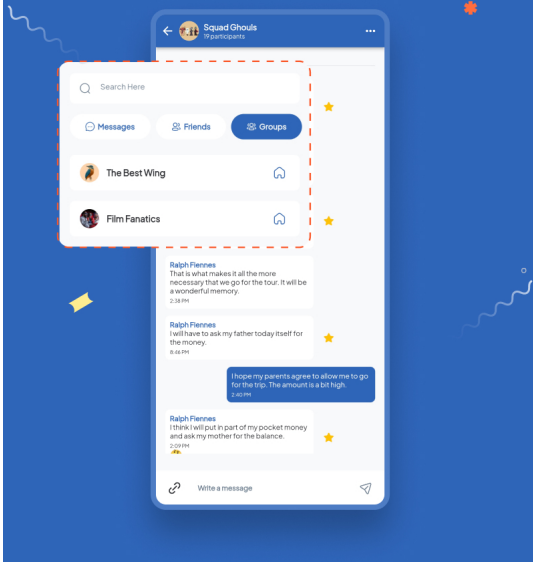 Squad Ghouls
19 participants
Search Here
Messages
Friends
Groups
The Best Wing
Film Fanatics
Ralph Fiennes
That is what makes it all the more
necessary that we go for the tour. It will be
a wonderful memory.
2:38 PM
Ralph Fiennes
I will have to ask my father today itself for
the money.
8:46 PM
I hope my parents agree to allow me to go
for the trip. The amount is a bit high.
2:40 PM
Ralph Fiennes
I think I will put in part of my pocket money
and ask my mother for the balance.
2:09 PM
Write a message